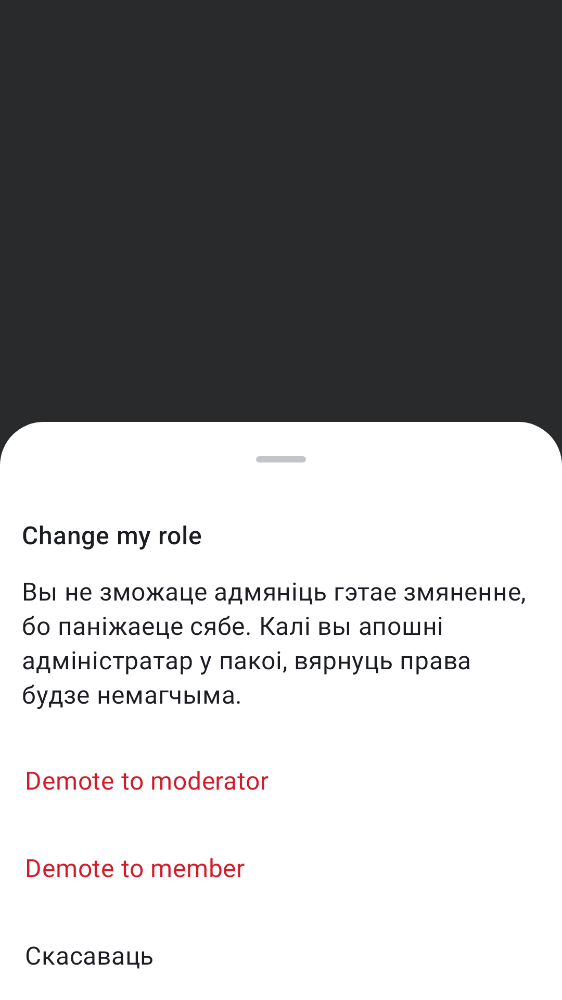 Change my role
Вы не зможаце адмяніць гэтае змяненне,
бо паніжаеце сябе. Калі вы апошні
адміністратар у пакоі, вярнуць права
будзе немагчыма.
Demote to moderator
Demote to member
Скасаваць